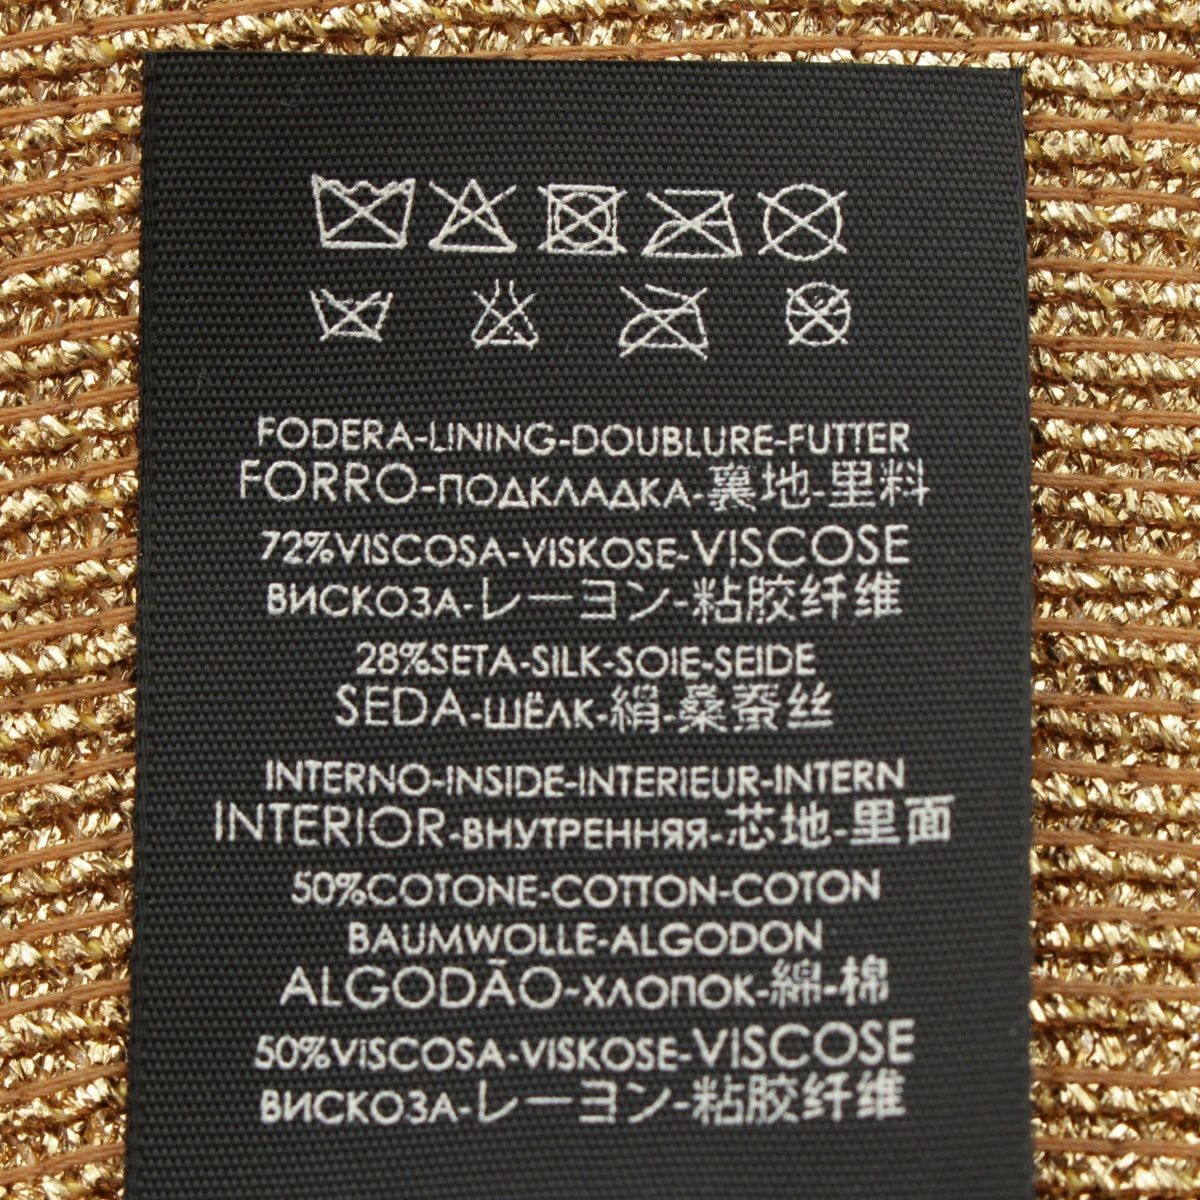 FODERA-LINING-DOUBLURE-FUTTER
FORRO-ПОДКЛАДКА-裏地-里料
72%VISCOSA-VISKOSE-VISCOSE
ВИСКОЗА-レーヨン-粘胶纤维
28%SETA-SILK-SOIE-SEIDE
SEDA-ШЁЛК-絹-桑蚕丝
INTERNO-INSIDE-INTERIEUR-INTERN
INTERIOR-ВНУТРЕННЯЯ-芯地-里面
50%COTONE-COTTON-COTON
BAUMWOLLE-ALGODON
ALGODÃO-ХЛОПОК-綿-棉
50%VISCOSA-VISKOSE-VISCOSE
ВИСКОЗА-レーヨン-粘胶纤维